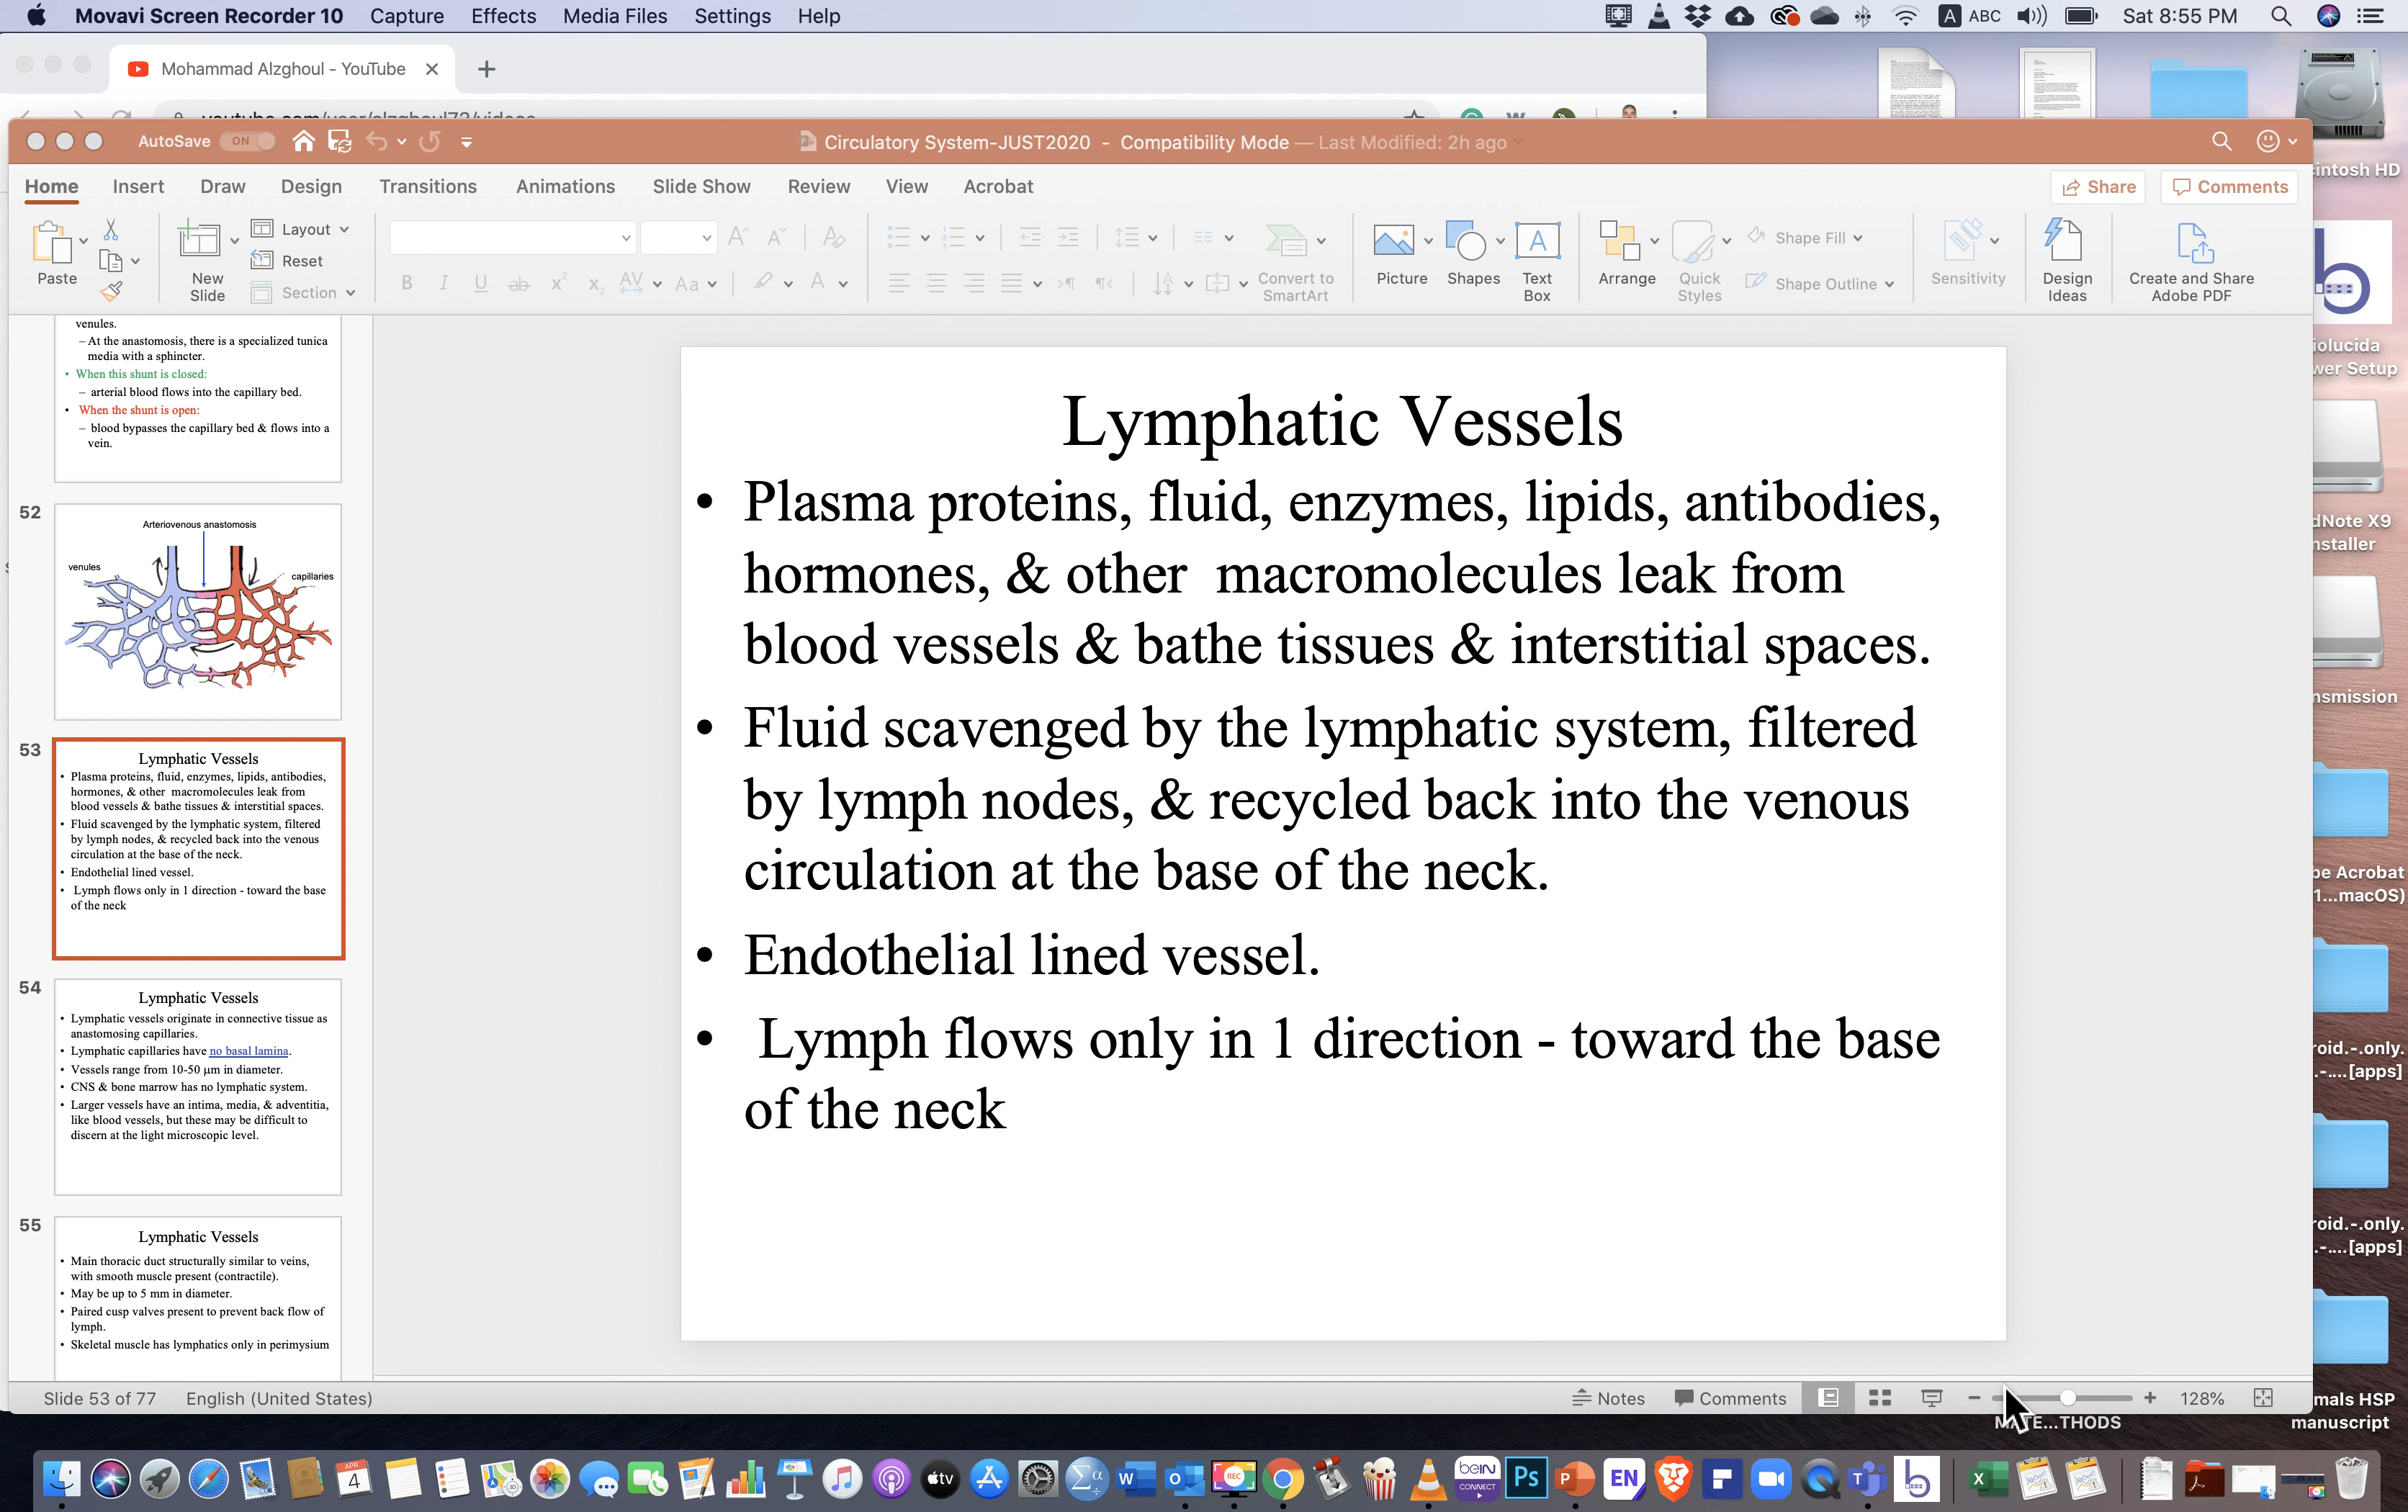 Movavi Screen Recorder 10 Capture Effects Media Files Settings Help
A ABC Sat 8:55 PM
Mohammad Alzghoul - YouTube
AutoSave ON
Circulatory System-JUST2020 - Compatibility Mode — Last Modified: 2h ago
intosh HD
Home Insert Draw Design Transitions Animations Slide Show Review View Acrobat
Share Comments
Paste
New Slide
Layout
Reset
Section
Convert to SmartArt
Picture
Shapes
Text Box
Arrange
Quick Styles
Shape Fill
Shape Outline
Sensitivity
Design Ideas
Create and Share Adobe PDF
venules.
– At the anastomosis, there is a specialized tunica
media with a sphincter.
• When this shunt is closed:
– arterial blood flows into the capillary bed.
• When the shunt is open:
– blood bypasses the capillary bed & flows into a
vein.
52
Arteriovenous anastomosis
venules
capillaries
53
Lymphatic Vessels
• Plasma proteins, fluid, enzymes, lipids, antibodies,
hormones, & other macromolecules leak from
blood vessels & bathe tissues & interstitial spaces.
• Fluid scavenged by the lymphatic system, filtered
by lymph nodes, & recycled back into the venous
circulation at the base of the neck.
• Endothelial lined vessel.
• Lymph flows only in 1 direction - toward the base
of the neck
54
Lymphatic Vessels
• Lymphatic vessels originate in connective tissue as
anastomosing capillaries.
• Lymphatic capillaries have no basal lamina.
• Vessels range from 10-50 µm in diameter.
• CNS & bone marrow has no lymphatic system.
• Larger vessels have an intima, media, & adventitia,
like blood vessels, but these may be difficult to
discern at the light microscopic level.
55
Lymphatic Vessels
• Main thoracic duct structurally similar to veins,
with smooth muscle present (contractile).
• May be up to 5 mm in diameter.
• Paired cusp valves present to prevent back flow of
lymph.
• Skeletal muscle has lymphatics only in perimysium
Lymphatic Vessels
• Plasma proteins, fluid, enzymes, lipids, antibodies,
hormones, & other macromolecules leak from
blood vessels & bathe tissues & interstitial spaces.
• Fluid scavenged by the lymphatic system, filtered
by lymph nodes, & recycled back into the venous
circulation at the base of the neck.
• Endothelial lined vessel.
• Lymph flows only in 1 direction - toward the base
of the neck
iolucida
wer Setup
dNote X9
nstaller
nsmission
be Acrobat
1...macOS)
roid.-.only.
.-....[apps]
roid.-.only.
.-....[apps]
mals HSP
manuscript
Slide 53 of 77 English (United States)
Notes Comments 128%
APR
4
tv
REC
beIN
CONNECT
Ps
EN